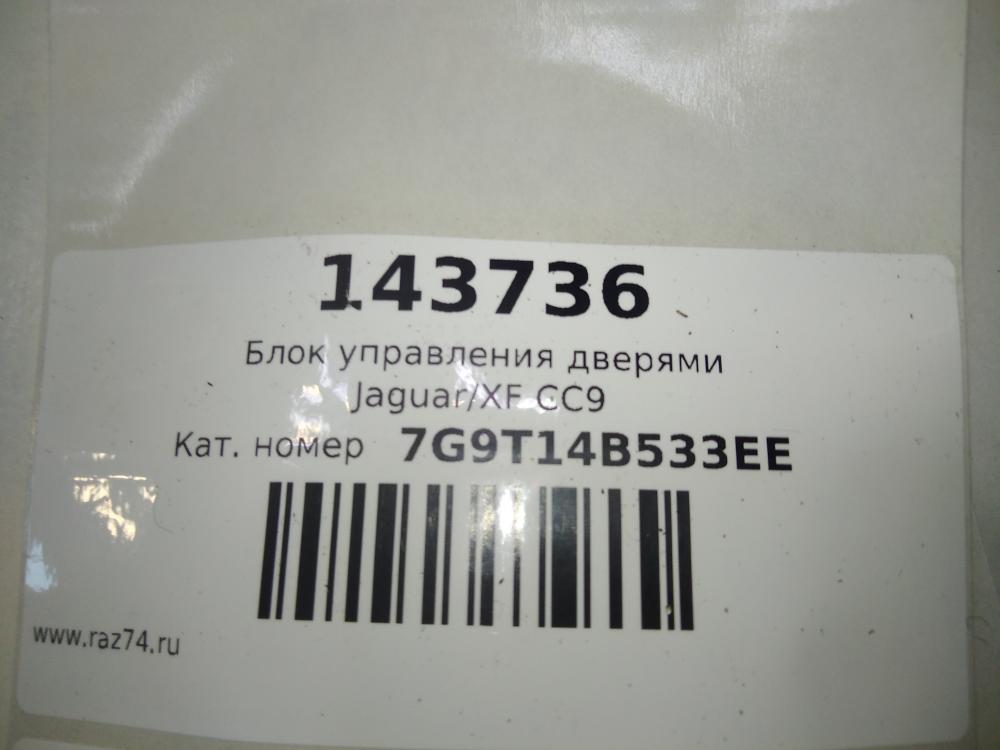 143736
Блок управления дверями
Jaguar/XF CC9
Кат. номер 7G9T14B533EE
www.raz74.ru